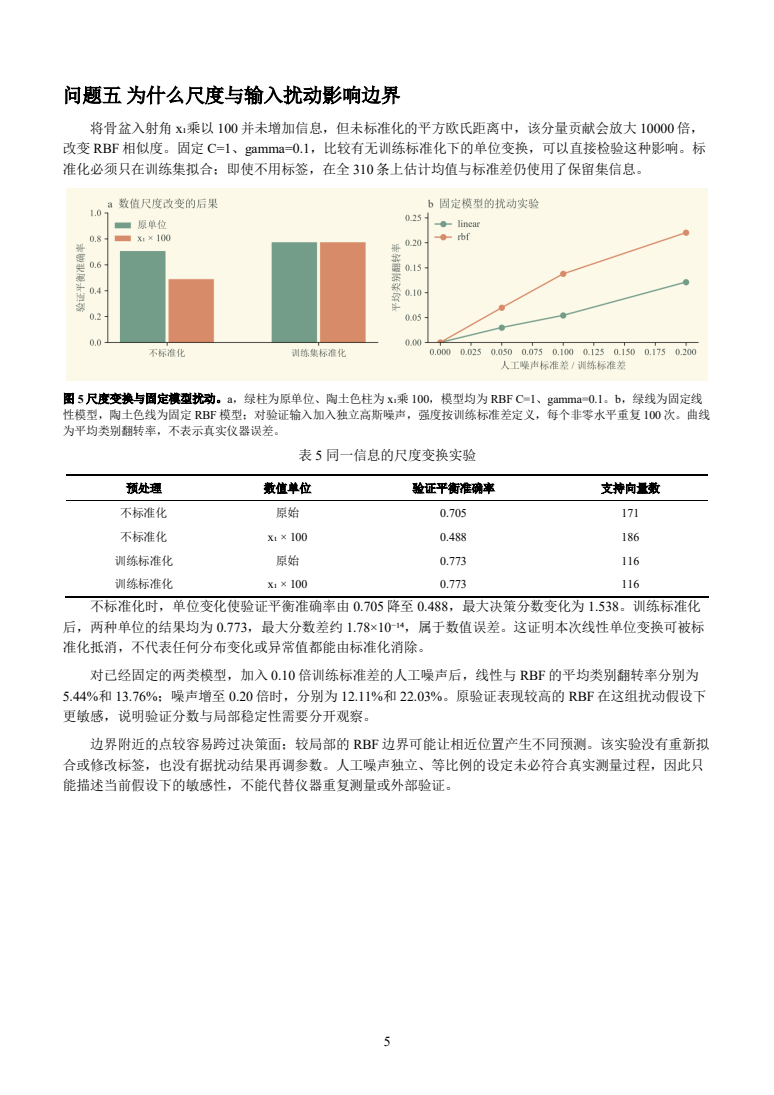 问题五 为什么尺度与输入扰动影响边界
将骨盆入射角 x₁乘以 100 并未增加信息，但未标准化的平方欧氏距离中，该分量贡献会放大 10000 倍，
改变 RBF 相似度。固定 C=1、gamma=0.1，比较有无训练标准化下的单位变换，可以直接检验这种影响。标
准化必须只在训练集拟合；即使不用标签，在全 310 条上估计均值与标准差仍使用了保留集信息。
a 数值尺度改变的后果
1.0
0.8
0.6
0.4
0.2
0.0
验证平衡准确率
原单位
x₁ × 100
不标准化
训练集标准化
b 固定模型的扰动实验
0.25
0.20
0.15
0.10
0.05
0.00
平均类别翻转率
linear
rbf
0.000 0.025 0.050 0.075 0.100 0.125 0.150 0.175 0.200
人工噪声标准差 / 训练标准差
图 5 尺度变换与固定模型扰动。a，绿柱为原单位、陶土色柱为 x₁乘 100，模型均为 RBF C=1、gamma=0.1。b，绿线为固定线
性模型，陶土色线为固定 RBF 模型；对验证输入加入独立高斯噪声，强度按训练标准差定义，每个非零水平重复 100 次。曲线
为平均类别翻转率，不表示真实仪器误差。
表 5 同一信息的尺度变换实验
预处理 数值单位 验证平衡准确率 支持向量数
不标准化 原始 0.705 171
不标准化 x₁ × 100 0.488 186
训练标准化 原始 0.773 116
训练标准化 x₁ × 100 0.773 116
不标准化时，单位变化使验证平衡准确率由 0.705 降至 0.488，最大决策分数变化为 1.538。训练标准化
后，两种单位的结果均为 0.773，最大分数差约 1.78×10⁻¹⁴，属于数值误差。这证明本次线性单位变换可被标
准化抵消，不代表任何分布变化或异常值都能由标准化消除。
对已经固定的两类模型，加入 0.10 倍训练标准差的人工噪声后，线性与 RBF 的平均类别翻转率分别为
5.44%和 13.76%；噪声增至 0.20 倍时，分别为 12.11%和 22.03%。原验证表现较高的 RBF 在这组扰动假设下
更敏感，说明验证分数与局部稳定性需要分开观察。
边界附近的点较容易跨过决策面；较局部的 RBF 边界可能让相近位置产生不同预测。该实验没有重新拟
合或修改标签，也没有据扰动结果再调参数。人工噪声独立、等比例的设定未必符合真实测量过程，因此只
能描述当前假设下的敏感性，不能代替仪器重复测量或外部验证。
5